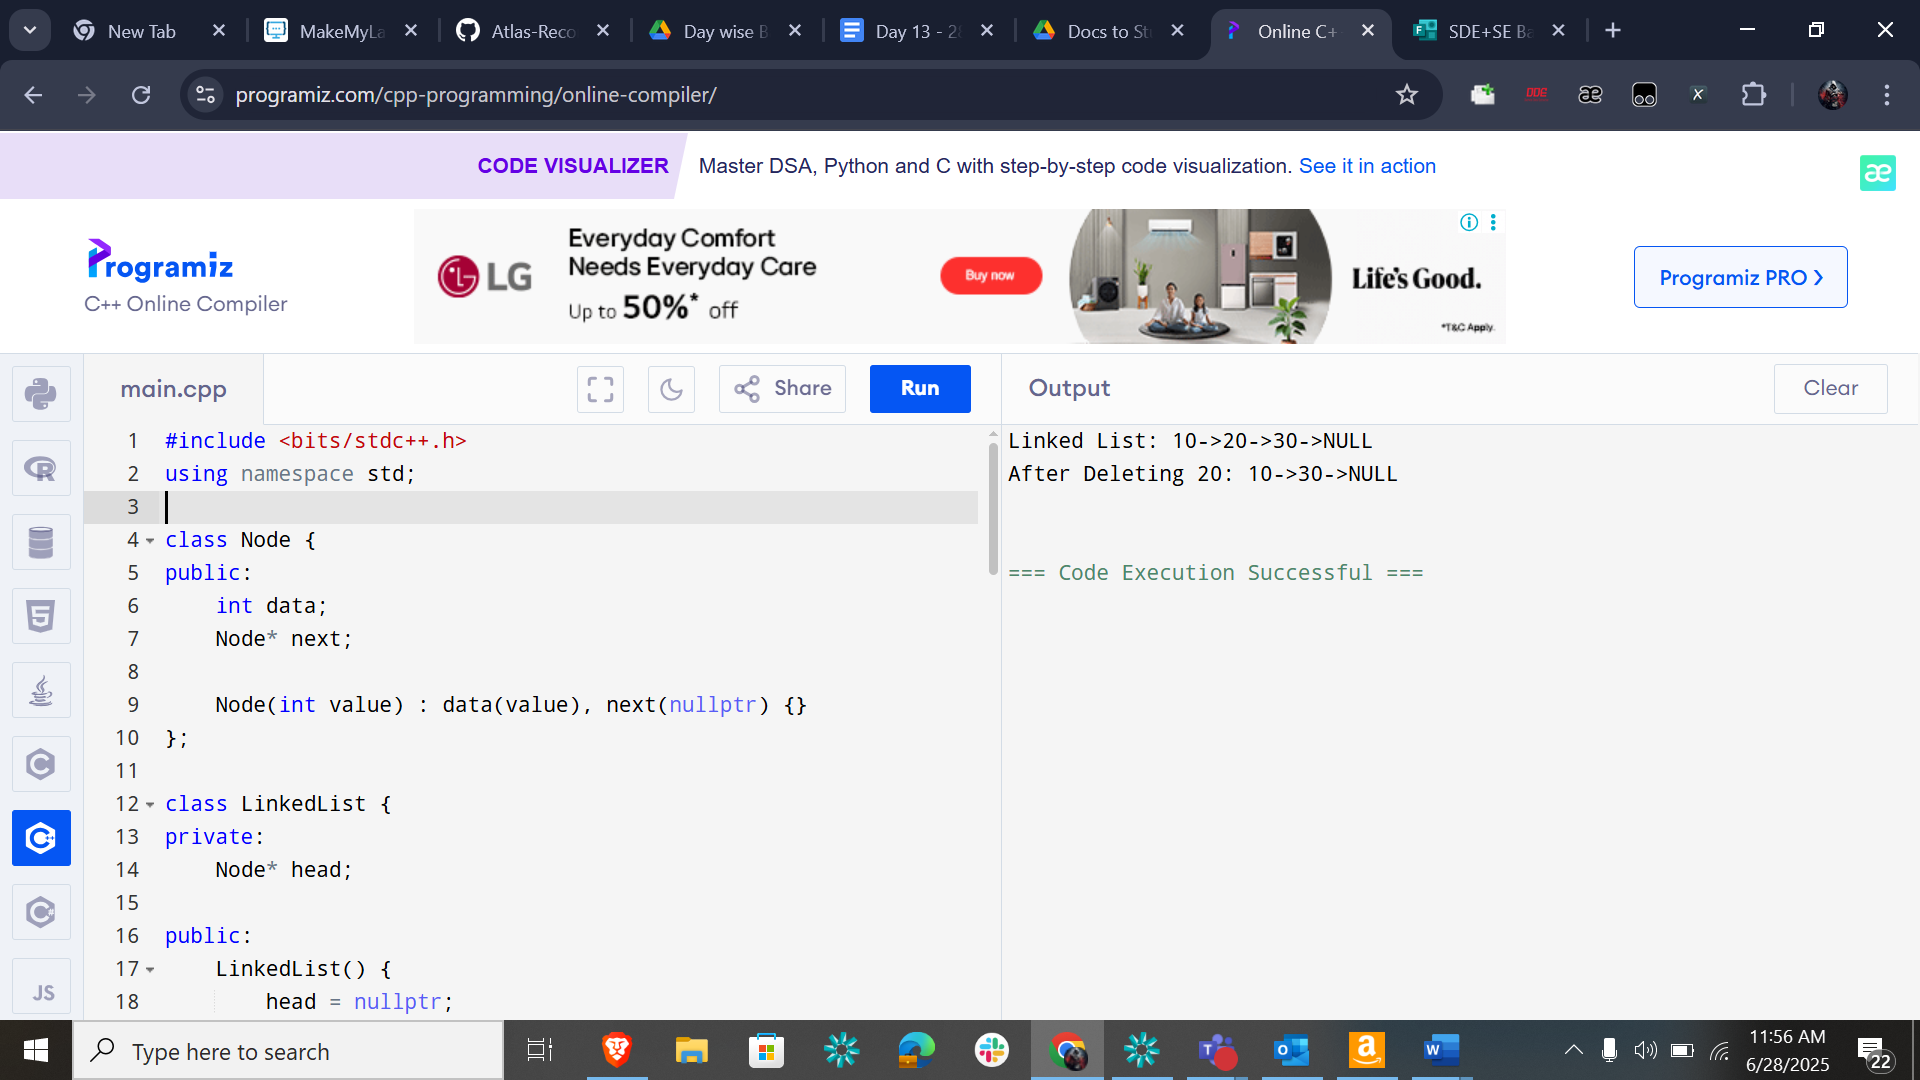 New Tab
MakeMyLa
Atlas-Reco
Day wise B
Day 13 - 28
Docs to St
Online C+
SDE+SE Ba
programiz.com/cpp-programming/online-compiler/
CODE VISUALIZER
Master DSA, Python and C with step-by-step code visualization. See it in action
æ
Programiz
C++ Online Compiler
LG
Everyday Comfort
Needs Everyday Care
Up to 50%* off
Buy now
Life's Good.
*T&C Apply.
Programiz PRO
main.cpp
Share
Run
Output
Clear
1 #include <bits/stdc++.h>
2 using namespace std;
3
4 class Node {
5 public:
6     int data;
7     Node* next;
8
9     Node(int value) : data(value), next(nullptr) {}
10 };
11
12 class LinkedList {
13 private:
14     Node* head;
15
16 public:
17     LinkedList() {
18         head = nullptr;
Linked List: 10->20->30->NULL
After Deleting 20: 10->30->NULL
=== Code Execution Successful ===
JS
Type here to search
11:56 AM
6/28/2025
22